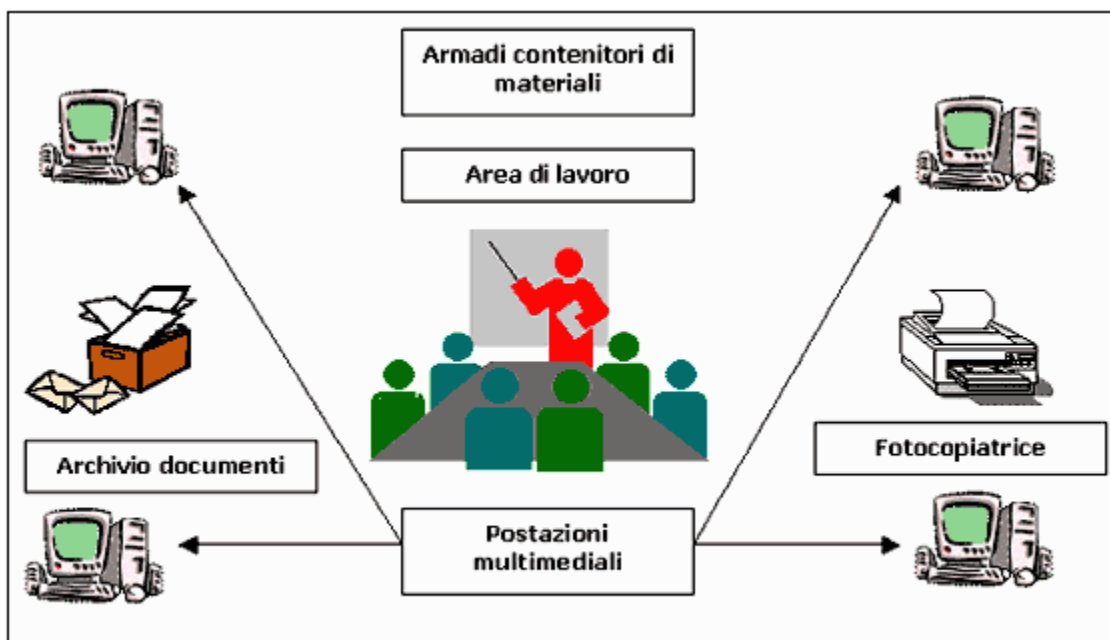 Armadi contenitori di
materiali
Area di lavoro
Archivio documenti
Fotocopiatrice
Postazioni
multimediali